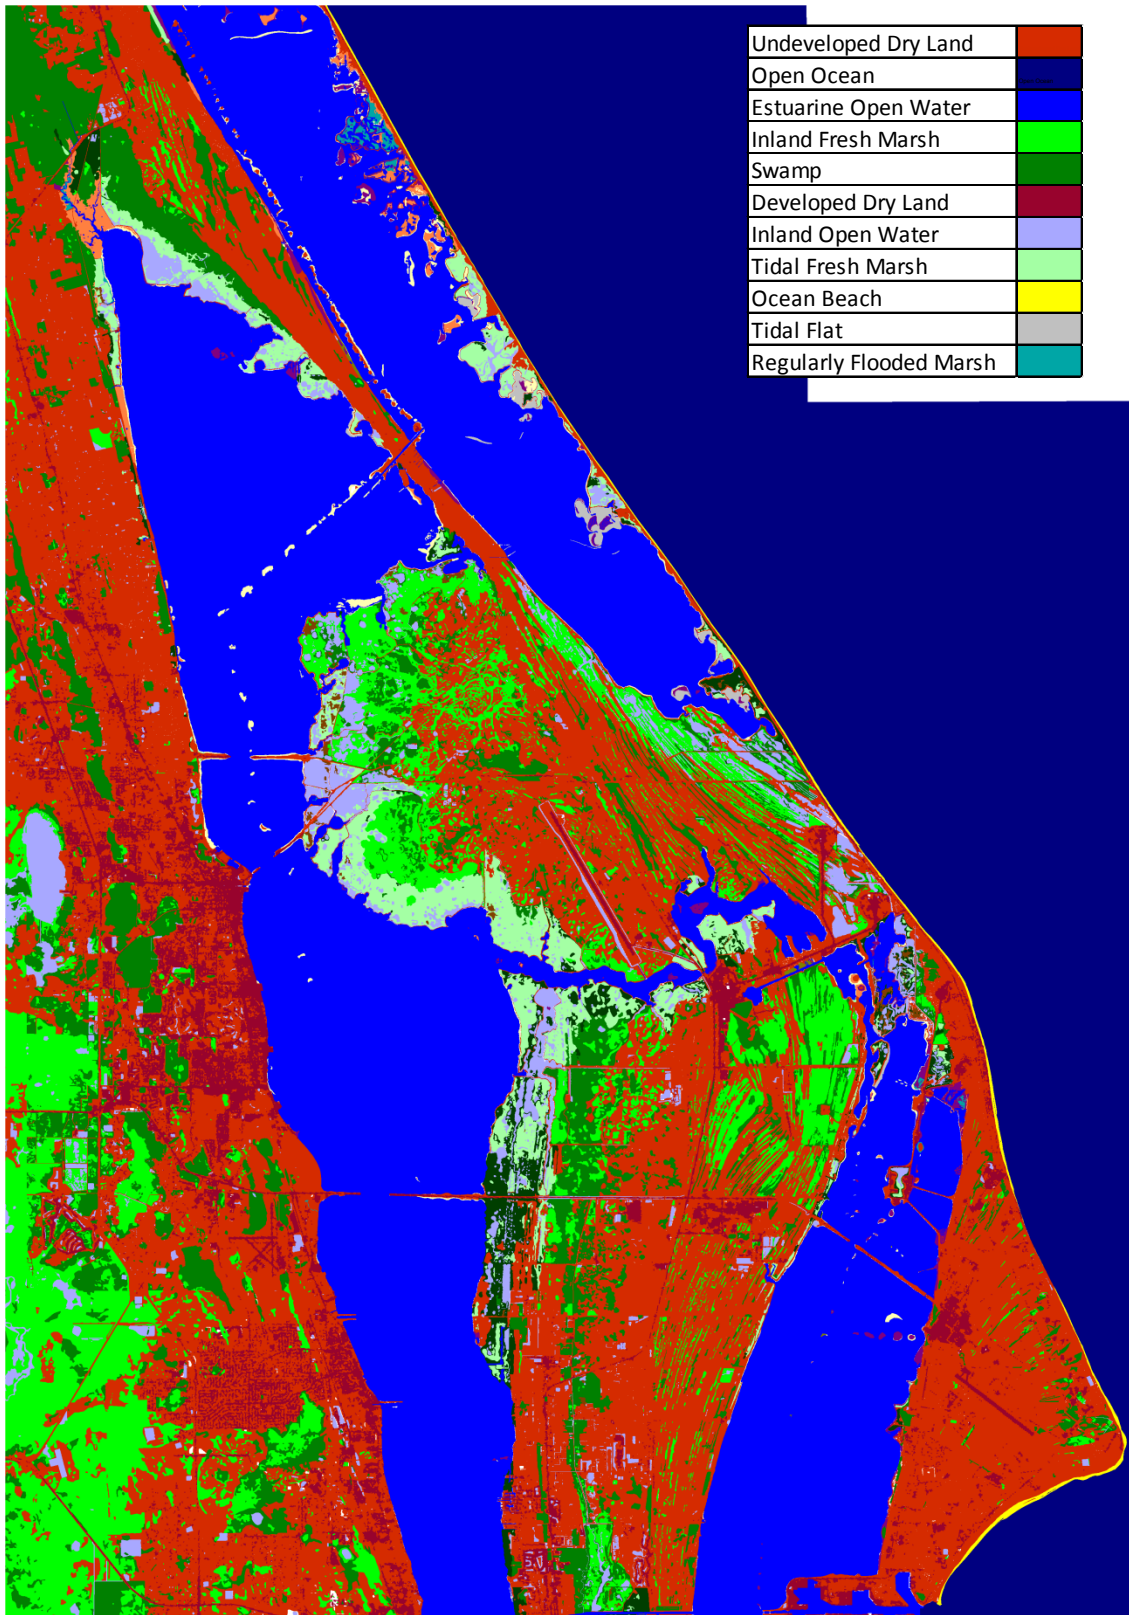 Undeveloped Dry Land
Open Ocean
Estuarine Open Water
Inland Fresh Marsh
Swamp
Developed Dry Land
Inland Open Water
Tidal Fresh Marsh
Ocean Beach
Tidal Flat
Regularly Flooded Marsh